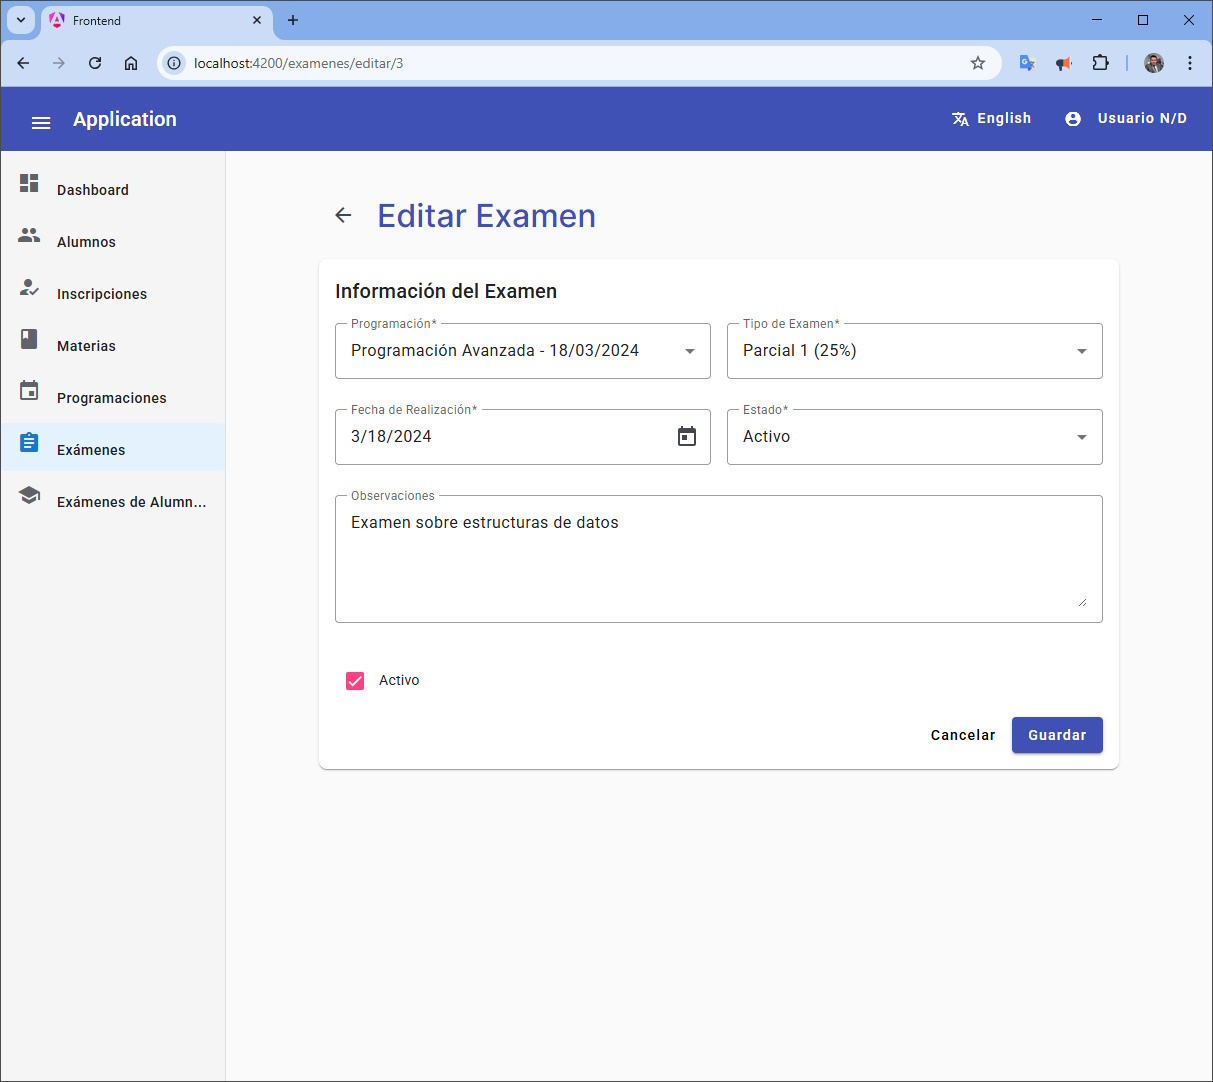 Frontend
localhost:4200/examenes/editar/3
Application
English
Usuario N/D
Dashboard
Alumnos
Inscripciones
Materias
Programaciones
Exámenes
Exámenes de Alumn...
Editar Examen
Información del Examen
Programación*
Programación Avanzada - 18/03/2024
Tipo de Examen*
Parcial 1 (25%)
Fecha de Realización*
3/18/2024
Estado*
Activo
Observaciones
Examen sobre estructuras de datos
Activo
Cancelar
Guardar